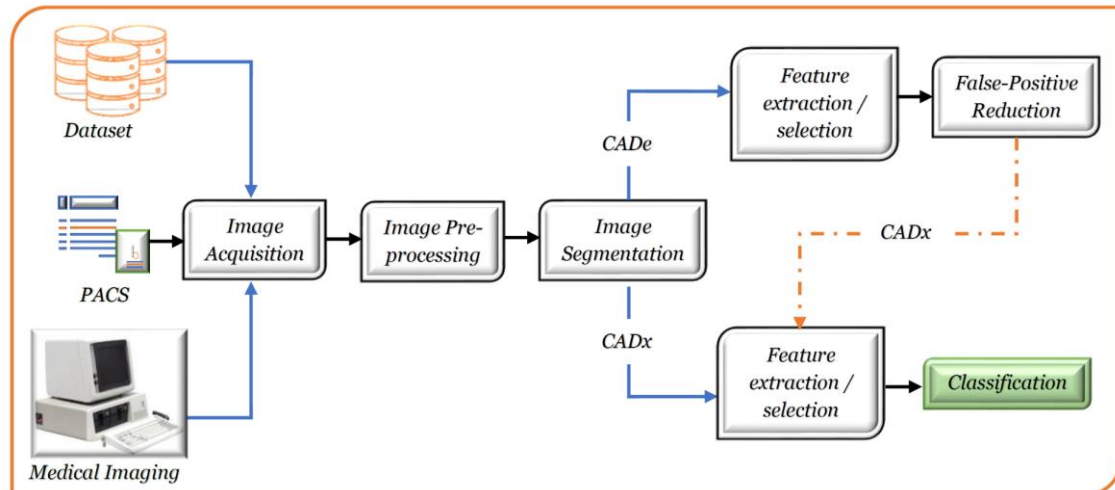 Dataset
PACS
Medical Imaging
Image
Acquisition
Image Pre-
processing
Image
Segmentation
CADe
CADx
Feature
extraction /
selection
False-Positive
Reduction
CADx
Feature
extraction /
selection
Classification